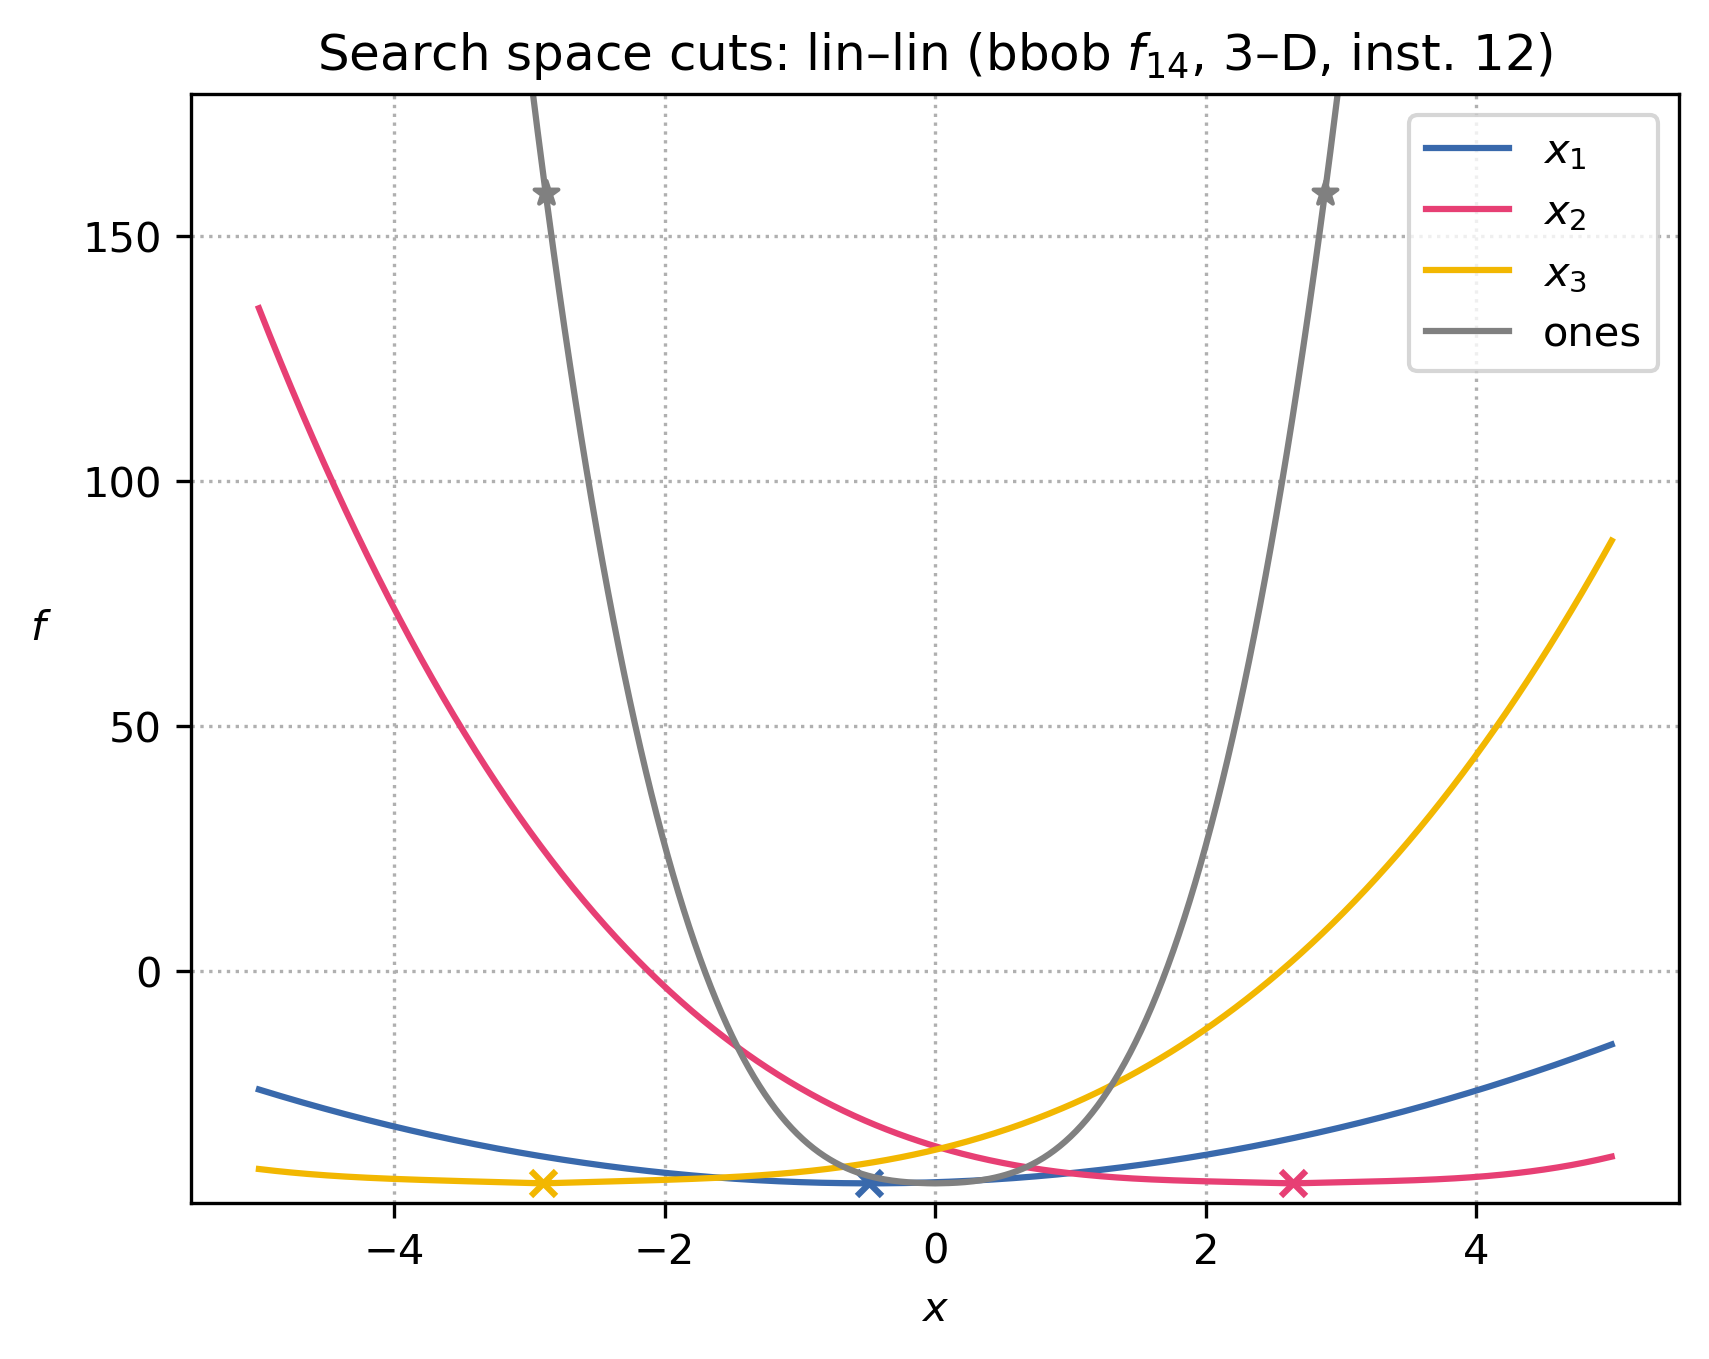 Search space cuts: lin–lin (bbob f₁₄, 3–D, inst. 12)
x₁
x₂
x₃
ones
150
100
50
0
f
−4 −2 0 2 4
x